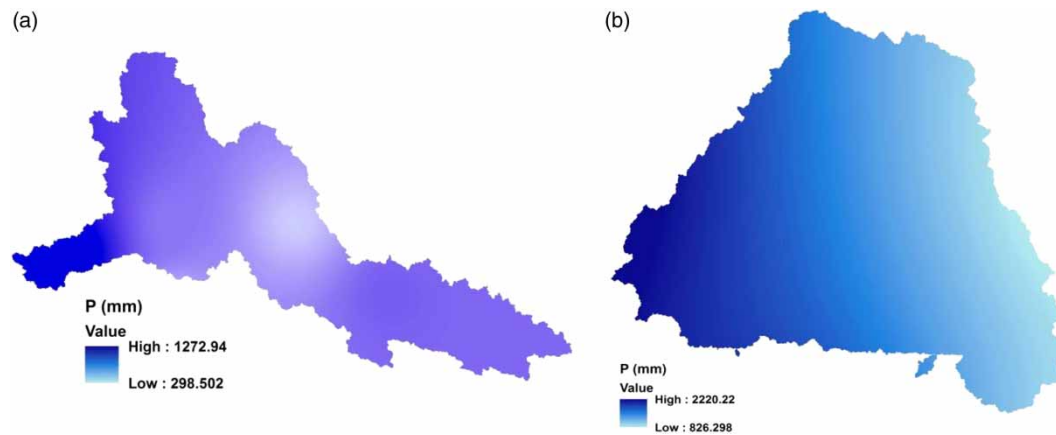 (a)
P (mm)
Value
High : 1272.94
Low : 298.502
(b)
P (mm)
Value
High : 2220.22
Low : 826.298